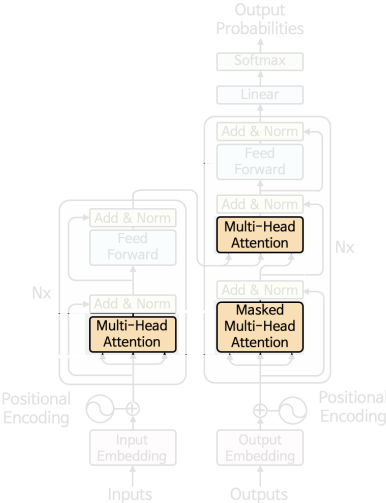 Output
Probabilities
Softmax
Linear
Add & Norm
Feed
Forward
Add & Norm
Multi-Head
Attention
Nx
Add & Norm
Masked
Multi-Head
Attention
Add & Norm
Feed
Forward
Nx
Add & Norm
Multi-Head
Attention
Positional
Encoding
Positional
Encoding
Input
Embedding
Output
Embedding
Inputs
Outputs